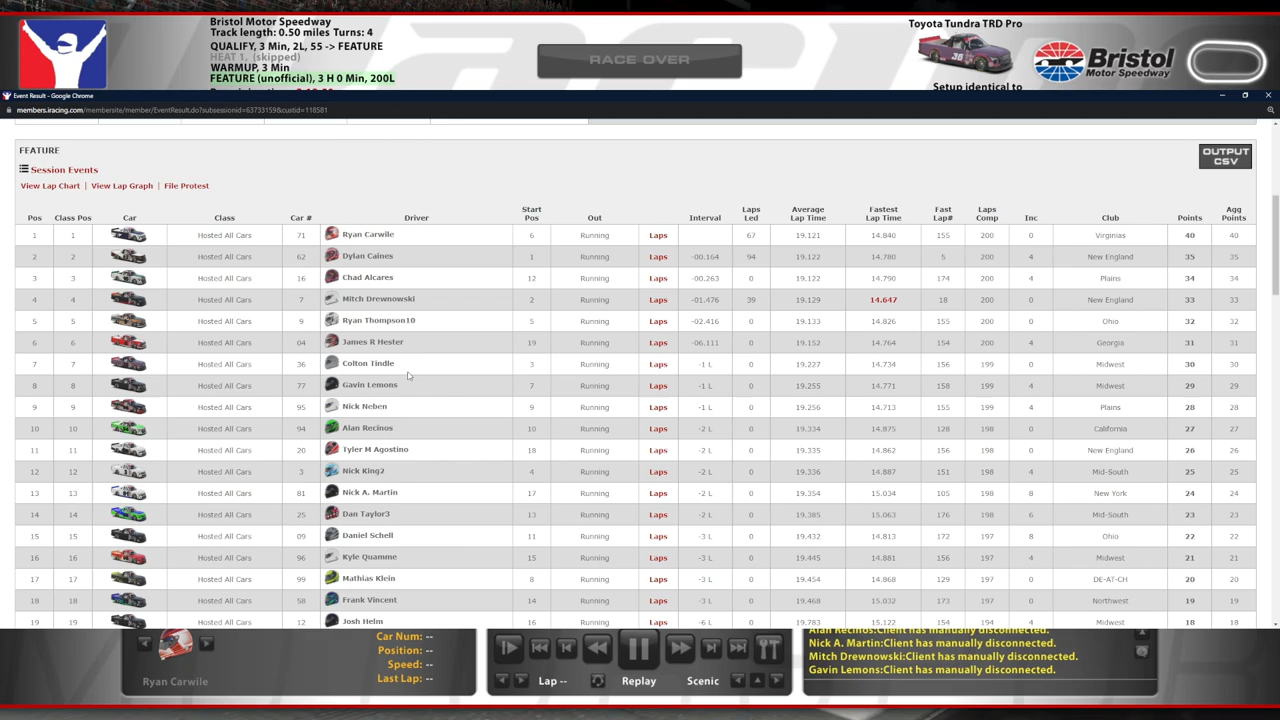 Bristol Motor Speedway
Track length: 0.50 miles Turns: 4
QUALIFY, 3 Min, 2L, 55 -> FEATURE
HEAT 1, (skipped)
WARMUP, 3 Min
FEATURE (unofficial), 3 H 0 Min, 200L
RACE OVER
Toyota Tundra TRD Pro
Bristol
Motor Speedway
Setup identical to
Event Result - Google Chrome
members.iracing.com/membersite/member/EventResult.do?subsessionid=63733159&custid=118581
FEATURE
OUTPUT CSV
Session Events
View Lap Chart | View Lap Graph | File Protest
Pos Class Pos Car Class Car # Driver Start Pos Out Interval Laps Led Average Lap Time Fastest Lap Time Fast Lap# Laps Comp Inc Club Points Agg Points
1 1 Hosted All Cars 71 Ryan Carwile 6 Running Laps 67 19.121 14.840 155 200 0 Virginias 40 40
2 2 Hosted All Cars 62 Dylan Caines 1 Running Laps -00.164 94 19.122 14.780 5 200 4 New England 35 35
3 3 Hosted All Cars 16 Chad Alcares 12 Running Laps -00.263 0 19.122 14.790 174 200 4 Plains 34 34
4 4 Hosted All Cars 7 Mitch Drewnowski 2 Running Laps -01.476 39 19.129 14.647 18 200 0 New England 33 33
5 5 Hosted All Cars 9 Ryan Thompson10 5 Running Laps -02.416 0 19.133 14.826 155 200 0 Ohio 32 32
6 6 Hosted All Cars 04 James R Hester 19 Running Laps -06.111 0 19.152 14.764 154 200 4 Georgia 31 31
7 7 Hosted All Cars 36 Colton Tindle 3 Running Laps -1 L 0 19.227 14.734 156 199 0 Midwest 30 30
8 8 Hosted All Cars 77 Gavin Lemons 7 Running Laps -1 L 0 19.255 14.771 158 199 4 Midwest 29 29
9 9 Hosted All Cars 95 Nick Neben 9 Running Laps -1 L 0 19.256 14.713 155 199 4 Plains 28 28
10 10 Hosted All Cars 94 Alan Recinos 10 Running Laps -2 L 0 19.334 14.875 156 198 0 California 27 27
11 11 Hosted All Cars 20 Tyler M Agostino 18 Running Laps -2 L 0 19.335 14.862 156 198 0 New England 26 26
12 12 Hosted All Cars 3 Nick King2 4 Running Laps -2 L 0 19.336 14.887 151 198 4 Mid-South 25 25
13 13 Hosted All Cars 81 Nick A. Martin 17 Running Laps -2 L 0 19.377 15.034 105 198 8 New York 24 24
14 14 Hosted All Cars 25 Dan Taylor3 13 Running Laps -2 L 0 19.385 15.063 176 198 6 Mid-South 23 23
15 15 Hosted All Cars 09 Daniel Schell 11 Running Laps -3 L 0 19.432 14.813 172 197 8 Ohio 22 22
16 16 Hosted All Cars 96 Kyle Quamme 15 Running Laps -3 L 0 19.445 14.881 156 197 4 Midwest 21 21
17 17 Hosted All Cars 99 Mathias Klein 8 Running Laps -3 L 0 19.454 14.868 129 197 0 DE-AT-CH 20 20
18 18 Hosted All Cars 58 Frank Vincent 14 Running Laps -3 L 0 19.468 15.032 173 197 0 Northwest 19 19
19 19 Hosted All Cars 12 Josh Helm 16 Running Laps -6 L 0 19.783 15.122 154 194 4 Midwest 18 18
Ryan Carwile
Car Num: --
Position: --
Speed: --
Last Lap: --
Lap -- Replay Scenic
Alan Recinos:Client has manually disconnected.
Nick A. Martin:Client has manually disconnected.
Mitch Drewnowski:Client has manually disconnected.
Gavin Lemons:Client has manually disconnected.